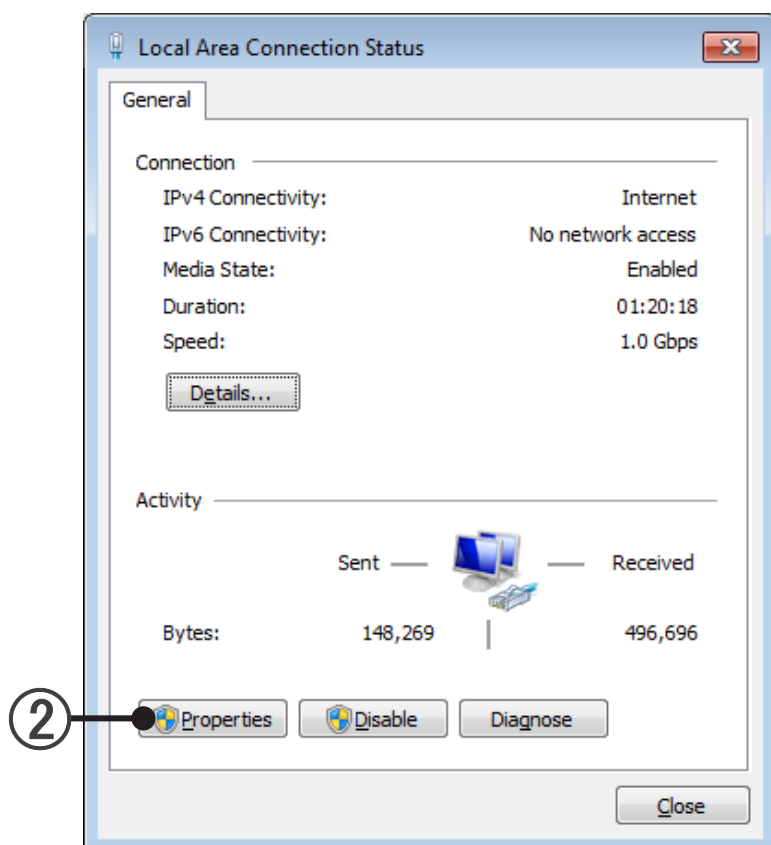 Local Area Connection Status
General
Connection
IPv4 Connectivity: Internet
IPv6 Connectivity: No network access
Media State: Enabled
Duration: 01:20:18
Speed: 1.0 Gbps
Details...
Activity
Sent Received
Bytes: 148,269 496,696
② Properties Disable Diagnose
Close